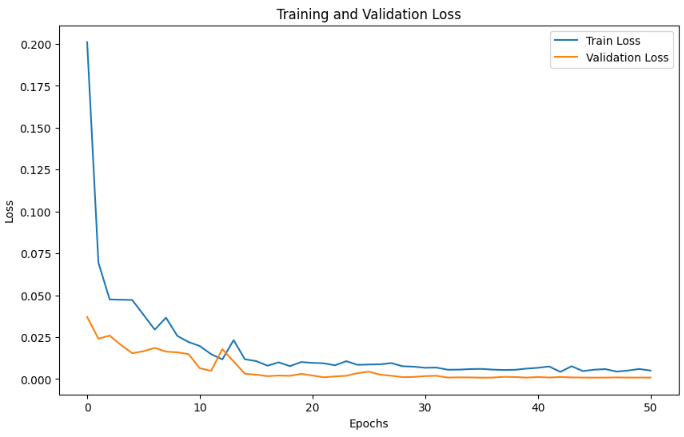 Training and Validation Loss
Train Loss
Validation Loss
0.200
0.175
0.150
0.125
0.100
0.075
0.050
0.025
0.000
Loss
0 10 20 30 40 50
Epochs